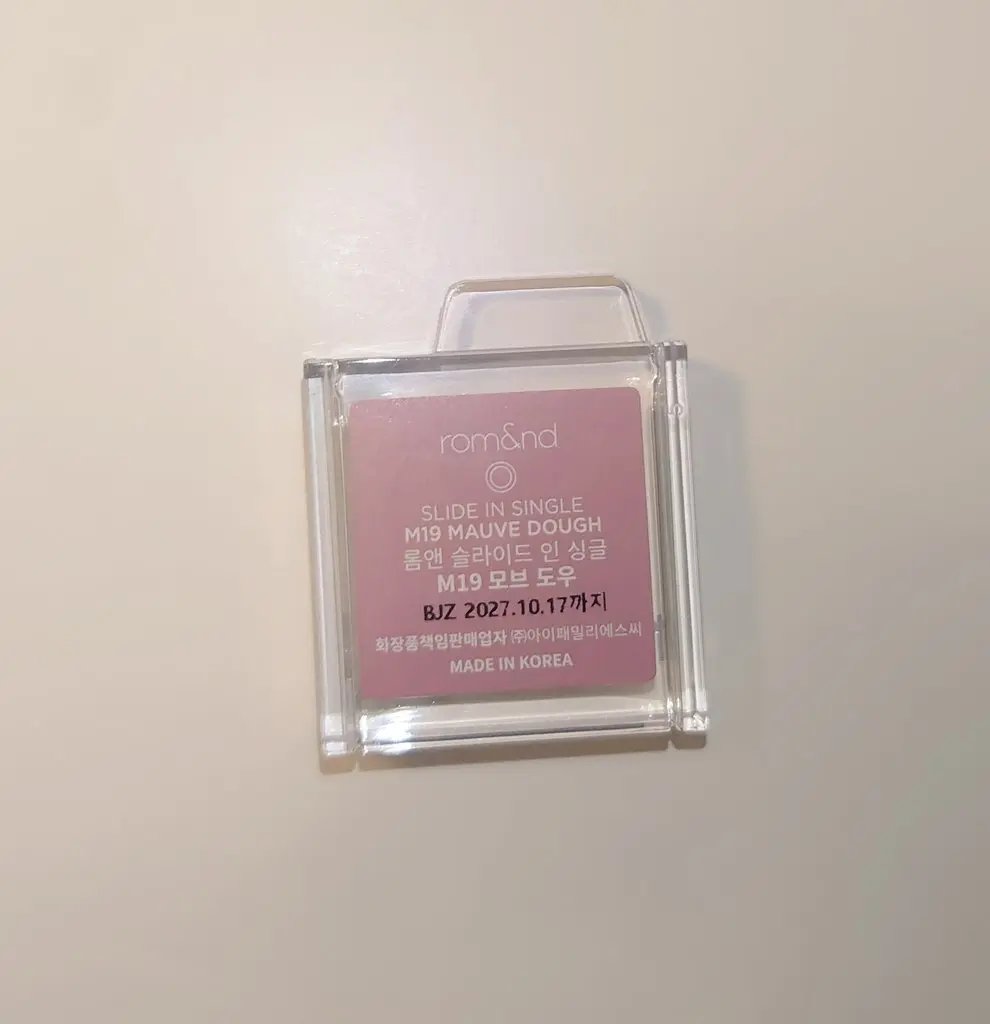 rom&nd
SLIDE IN SINGLE
M19 MAUVE DOUGH
롬앤 슬라이드 인 싱글
M19 모브 도우
BJZ 2027.10.17까지
화장품책임판매업자 ㈜아이패밀리에스씨
MADE IN KOREA